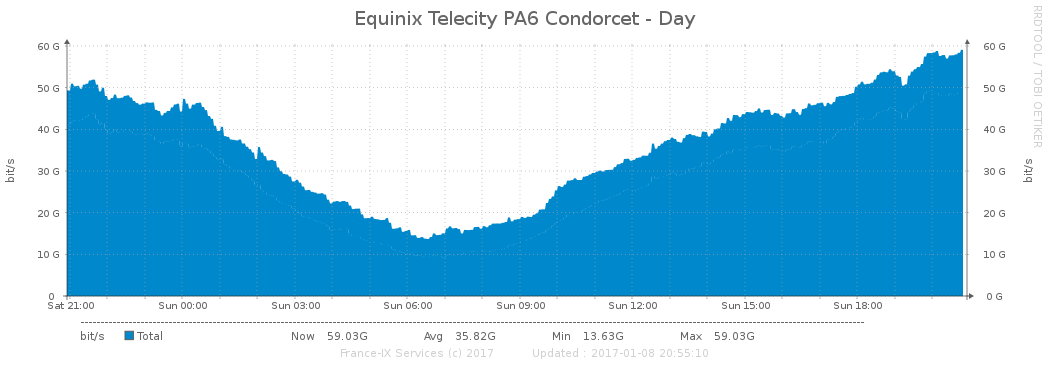 Equinix Telecity PA6 Condorcet - Day
RRDTOOL / TOBI OETIKER
bit/s
60 G
50 G
40 G
30 G
20 G
10 G
0
60 G
50 G
40 G
30 G
20 G
10 G
0 G
bit/s
Sat 21:00 Sun 00:00 Sun 03:00 Sun 06:00 Sun 09:00 Sun 12:00 Sun 15:00 Sun 18:00
bit/s Total Now 59.03G Avg 35.82G Min 13.63G Max 59.03G
France-IX Services (c) 2017 Updated : 2017-01-08 20:55:10